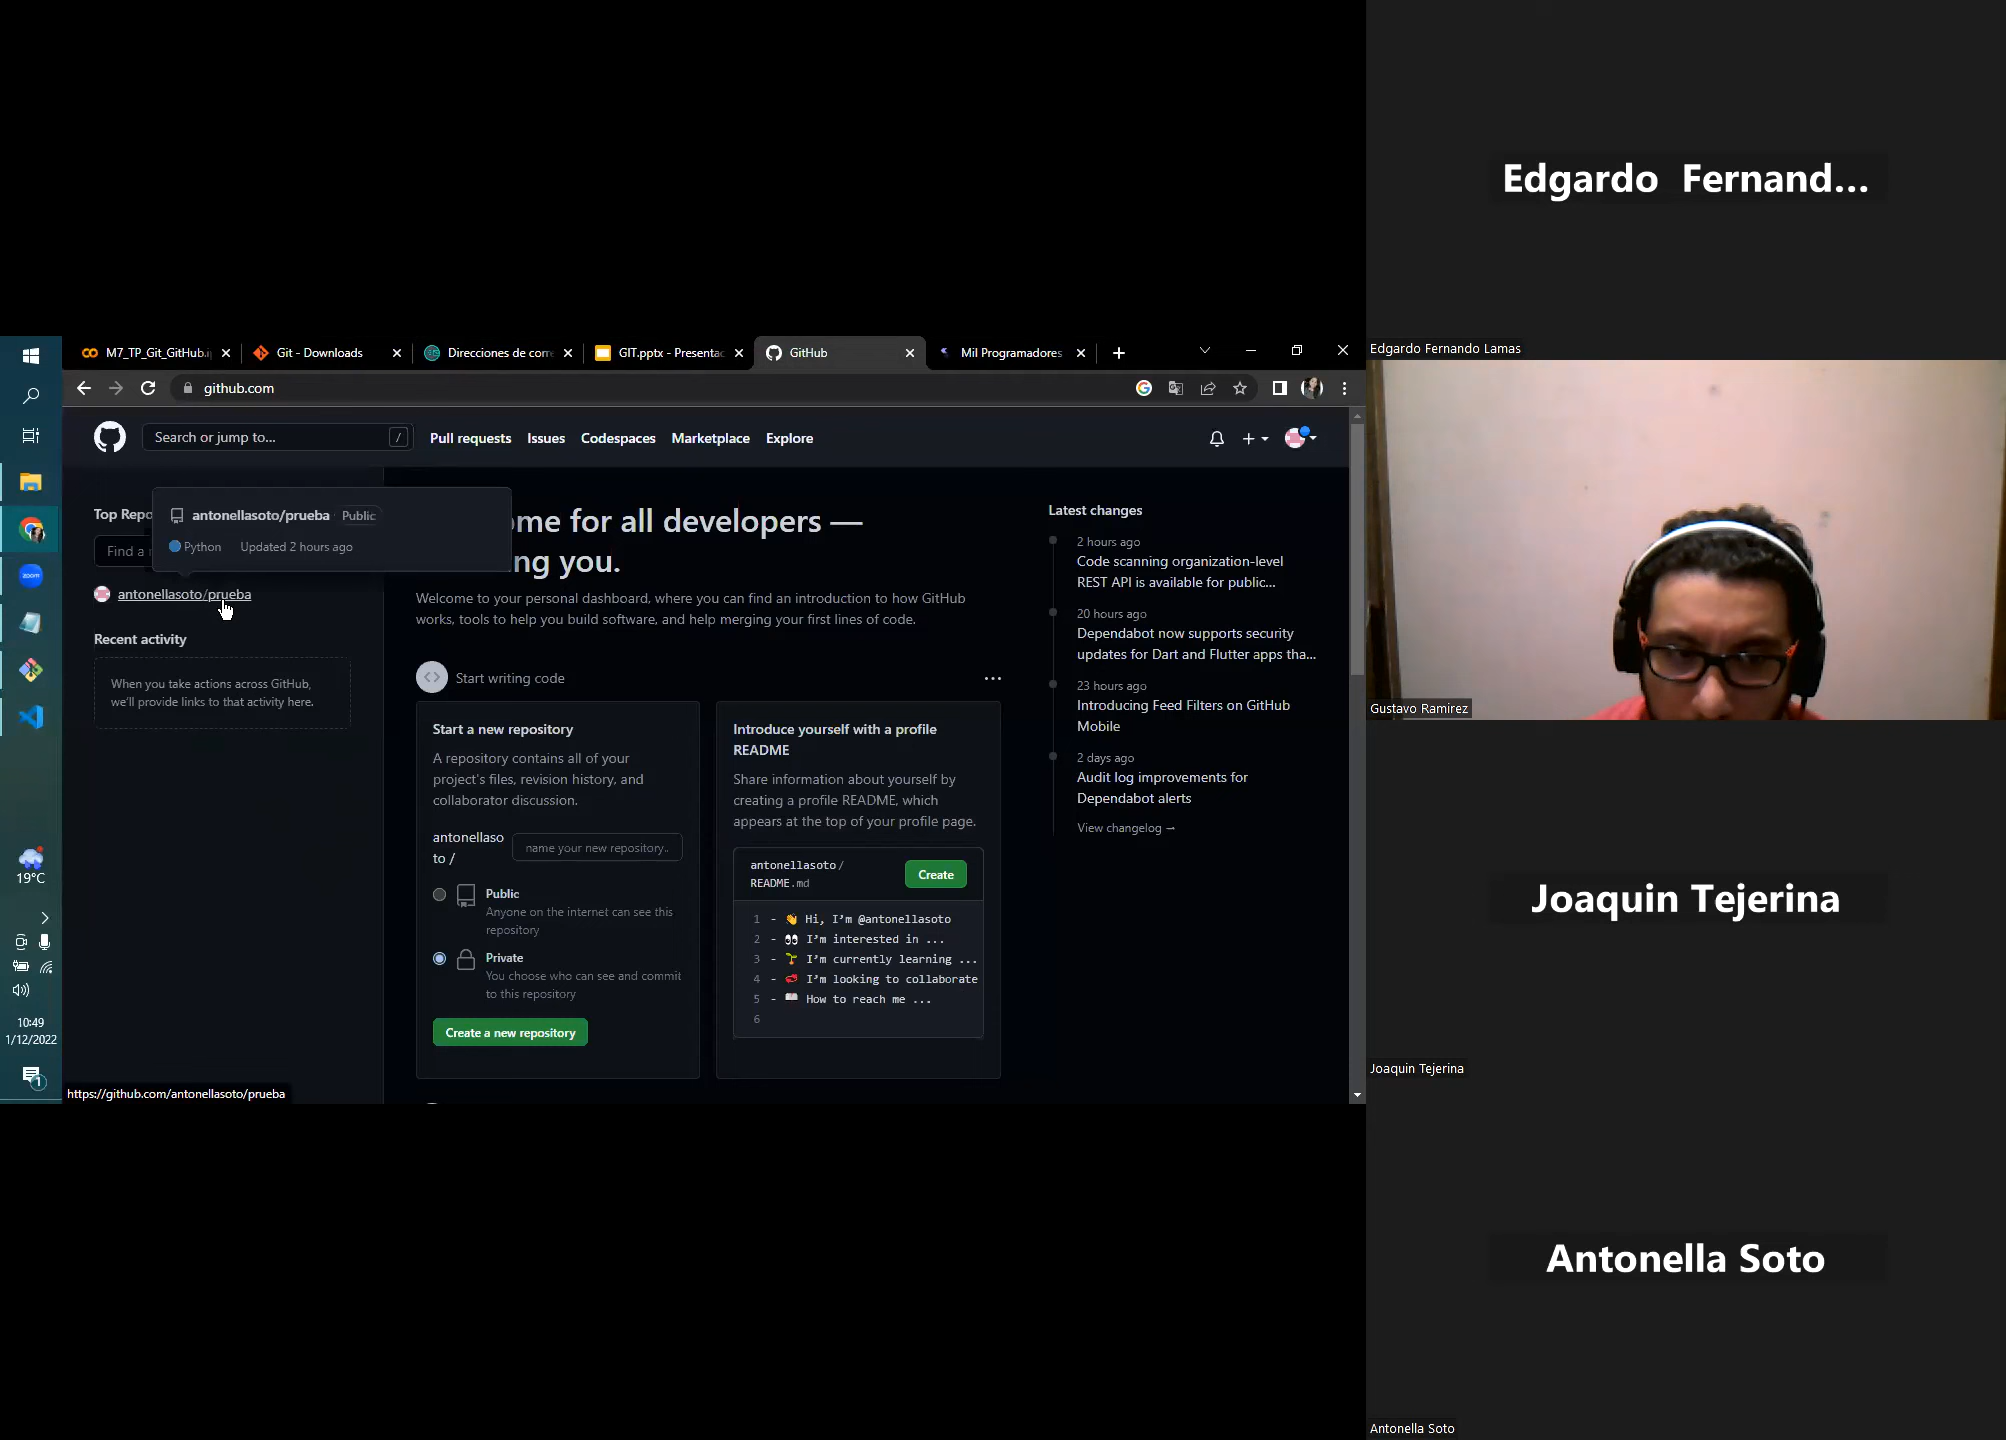 M7_TP_Git_GitHub.i
Git - Downloads
Direcciones de corr
GIT.pptx - Presentac
GitHub
Mil Programadores
github.com
Search or jump to...
/
Pull requests
Issues
Codespaces
Marketplace
Explore
Top Repo
antonellasoto/prueba
Public
Python
Updated 2 hours ago
Find a
antonellasoto/prueba
Recent activity
When you take actions across GitHub,
we'll provide links to that activity here.
ome for all developers —
ng you.
Welcome to your personal dashboard, where you can find an introduction to how GitHub
works, tools to help you build software, and help merging your first lines of code.
Start writing code
Start a new repository
A repository contains all of your
project's files, revision history, and
collaborator discussion.
antonellaso
to /
name your new repository..
Public
Anyone on the internet can see this
repository
Private
You choose who can see and commit
to this repository
Create a new repository
Introduce yourself with a profile
README
Share information about yourself by
creating a profile README, which
appears at the top of your profile page.
antonellasoto/
README.md
Create
1 - 👋 Hi, I'm @antonellasoto
2 - 👀 I'm interested in ...
3 - 🌱 I'm currently learning ...
4 - 💞️ I'm looking to collaborate
5 - 📫 How to reach me ...
6
Latest changes
2 hours ago
Code scanning organization-level
REST API is available for public...
20 hours ago
Dependabot now supports security
updates for Dart and Flutter apps tha...
23 hours ago
Introducing Feed Filters on GitHub
Mobile
2 days ago
Audit log improvements for
Dependabot alerts
View changelog →
zoom
19°C
10:49
1/12/2022
1
https://github.com/antonellasoto/prueba
Edgardo Fernand...
Edgardo Fernando Lamas
Gustavo Ramirez
Joaquin Tejerina
Joaquin Tejerina
Antonella Soto
Antonella Soto